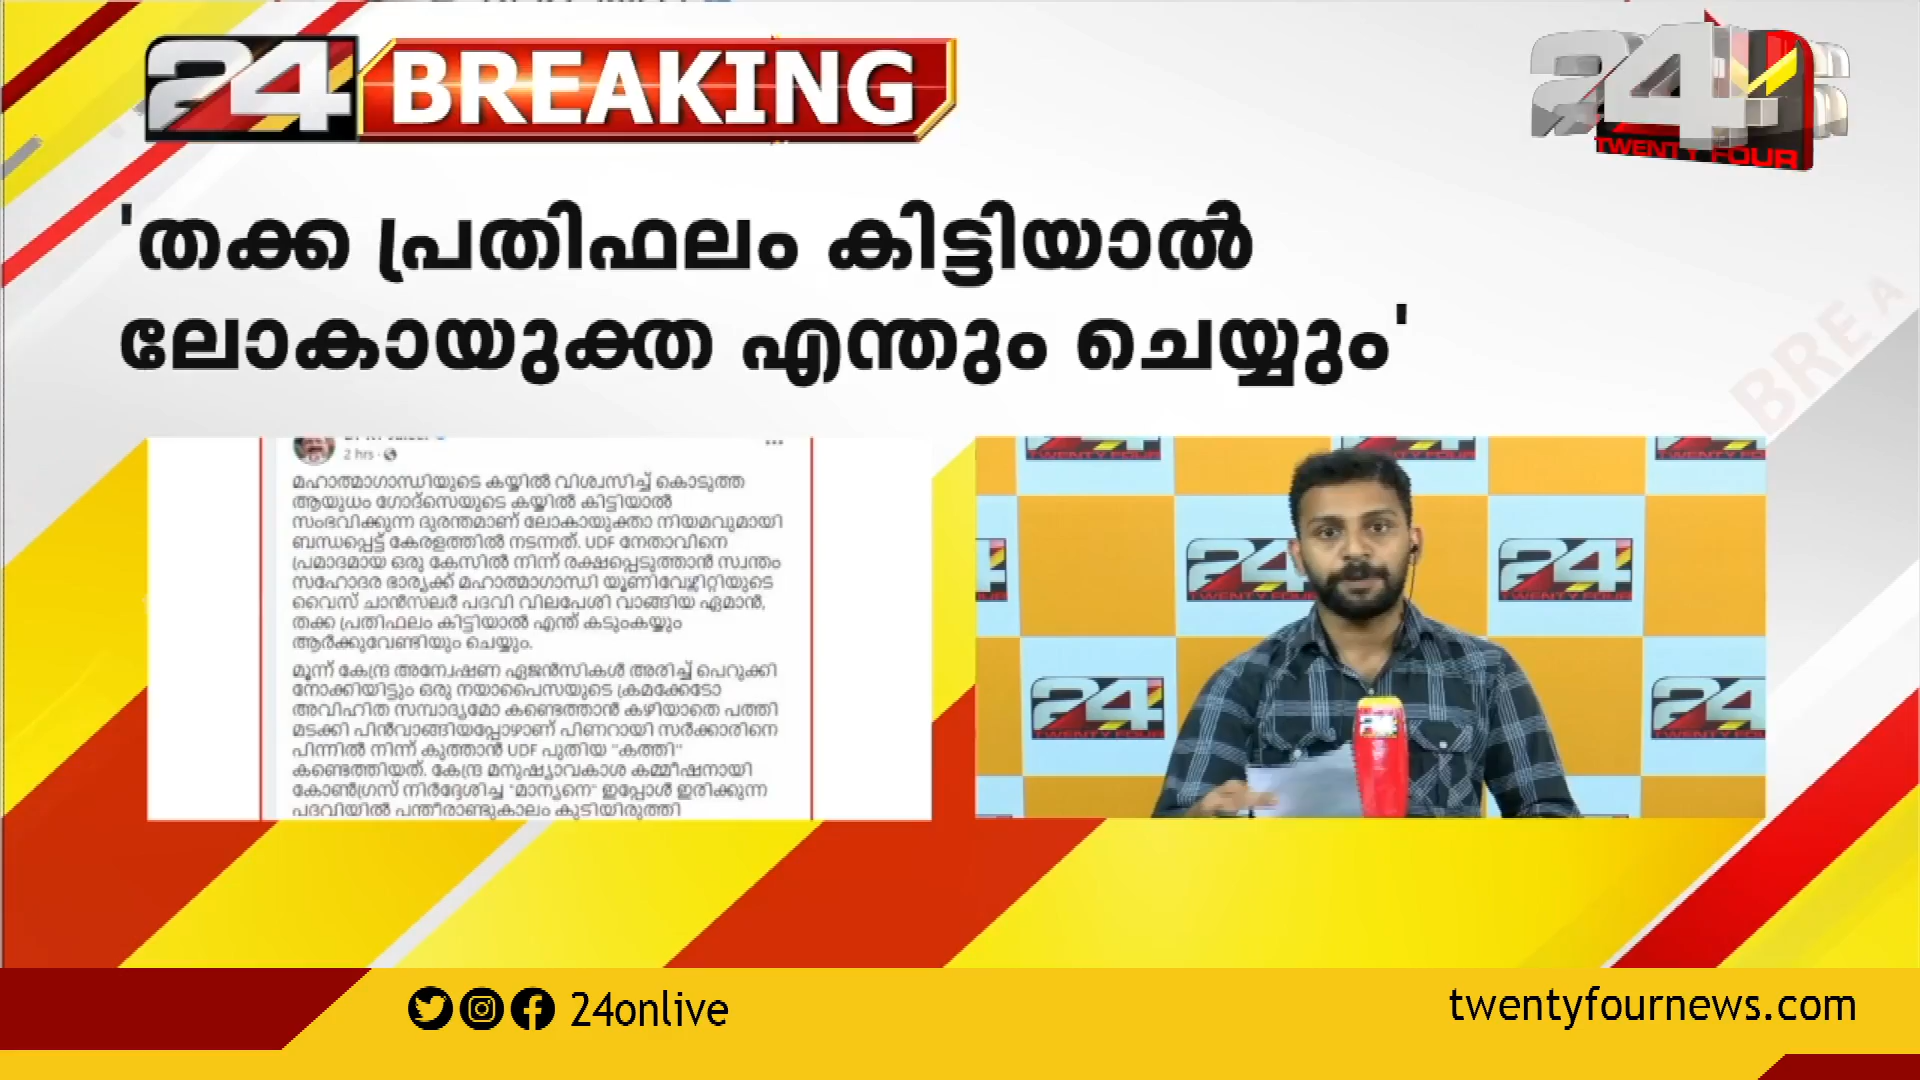 24 BREAKING
24
TWENTY FOUR
'തക്ക പ്രതിഫലം കിട്ടിയാൽ
ലോകായുക്ത എന്തും ചെയ്യും'
BREA
2 hrs ·
മഹാത്മാഗാന്ധിയുടെ കയ്യിൽ വിശ്വസിച്ച് കൊടുത്ത
ആയുധം ഗോഡ്സെയുടെ കയ്യിൽ കിട്ടിയാൽ
സംഭവിക്കുന്ന ദുരന്തമാണ് ലോകായുക്താ നിയമവുമായി
ബന്ധപ്പെട്ട് കേരളത്തിൽ നടന്നത്. UDF നേതാവിനെ
പ്രമാദമായ ഒരു കേസിൽ നിന്ന് രക്ഷപ്പെടുത്താൻ സ്വന്തം
സഹോദര ഭാര്യക്ക് മഹാത്മാഗാന്ധി യൂണിവേഴ്സിറ്റിയുടെ
വൈസ് ചാൻസലർ പദവി വിലപേശി വാങ്ങിയ ഏമാൻ,
തക്ക പ്രതിഫലം കിട്ടിയാൽ എന്ത് കടുംകയ്യും
ആർക്കുവേണ്ടിയും ചെയ്യും.
മൂന്ന് കേന്ദ്ര അന്വേഷണ ഏജൻസികൾ അരിച്ച് പെറുക്കി
നോക്കിയിട്ടും ഒരു നയാപൈസയുടെ ക്രമക്കേടോ
അവിഹിത സമ്പാദ്യമോ കണ്ടെത്താൻ കഴിയാതെ പത്തി
മടക്കി പിൻവാങ്ങിയപ്പോഴാണ് പിണറായി സർക്കാരിനെ
പിന്നിൽ നിന്ന് കുത്താൻ UDF പുതിയ "കത്തി"
കണ്ടെത്തിയത്. കേന്ദ്ര മനുഷ്യാവകാശ കമ്മീഷനായി
കോൺഗ്രസ് നിർദ്ദേശിച്ച "മാന്യനെ" ഇപ്പോൾ ഇരിക്കുന്ന
പദവിയിൽ പന്തീരാണ്ടുകാലം കുടിയിരുത്തി
24onlive
twentyfournews.com